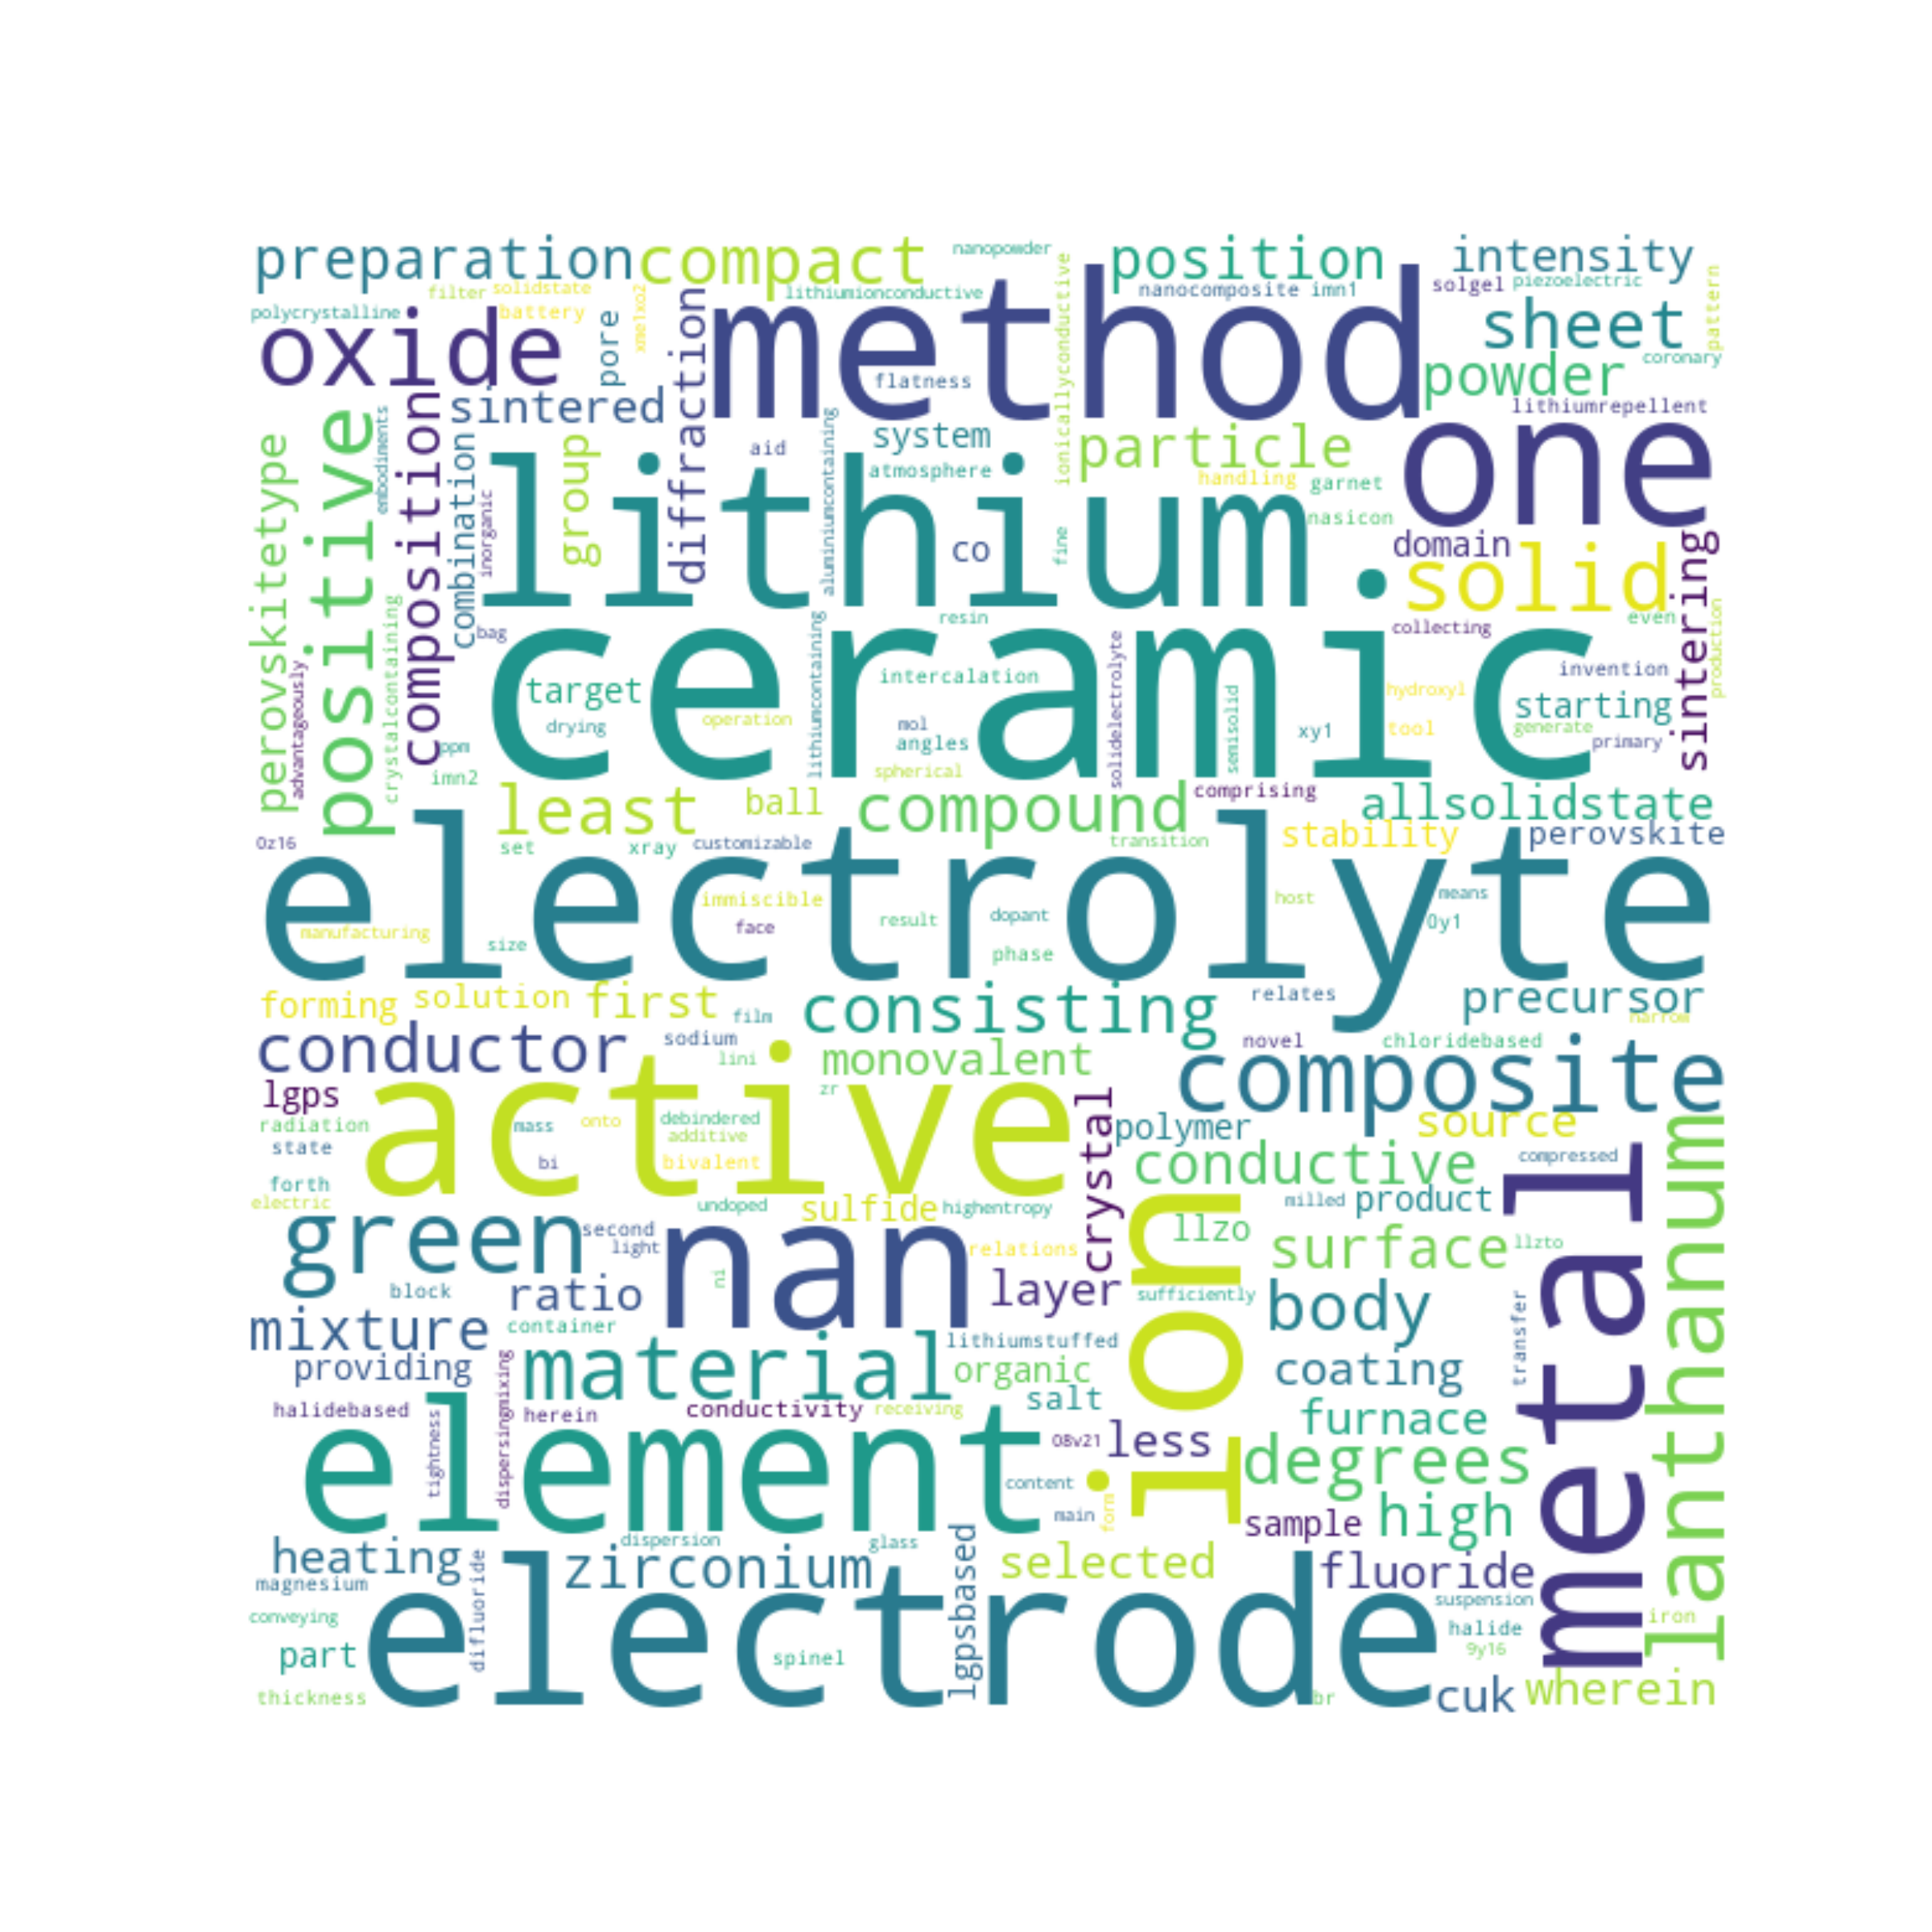 preparation
compact
nanopowder
position
intensity
filter
solidstate
lithiumionconductive
nanocomposite
imn1
solgel
piezoelectric
polycrystalline
battery
xme1xo2
pore
oxide
diffraction
method
ionicallyconductive
sheet
pattern
powder
coronary
flatness
lithiumrepellent
sintered
composition
positive
embodiments
perovskitetype
combination
inorganic
group
aid
aluminiumcontaining
system
atmosphere
particle
handling
garnet
nasicon
one
lithium
co
fine
domain
solid
sintering
production
even
crystalcontaining
bag
resin
collecting
ceramic
lithiumcontaining
solidelectrolyte
intercalation
semisolid
invention
hydroxyl
advantageously
target
drying
operation
mol
angles
xy1
tool
starting
generate
primary
ppm
imn2
spherical
least
ball
compound
comprising
allsolidstate
0z16
set
xray
customizable
transition
stability
perovskite
electrolyte
immiscible
face
result
dopant
host
means
0y1
manufacturing
size
phase
forming
solution
first
film
consisting
relates
precursor
narrow
conductor
sodium
lini
monovalent
novel
chloridebased
active
zr
composite
lgps
radiation
state
mass
onto
debindered
additive
crystal
polymer
source
lanthanum
bi
bivalent
conductive
compressed
metal
forth
electric
undoped
sulfide
highentropy
ion
milled
product
green
second
light
nan
relations
llzo
surface
llzto
block
ratio
ni
layer
sufficiently
body
transfer
mixture
container
lithiumstuffed
providing
material
organic
coating
halidebased
tightness
dispersingmixing
herein
conductivity
receiving
salt
furnace
element
08v21
less
degrees
content
main
form
sample
high
heating
dispersion
glass
zirconium
lgpsbased
selected
fluoride
magnesium
difluoride
suspension
conveying
electrode
iron
halide
part
spinel
9y16
thickness
br
cuk
wherein